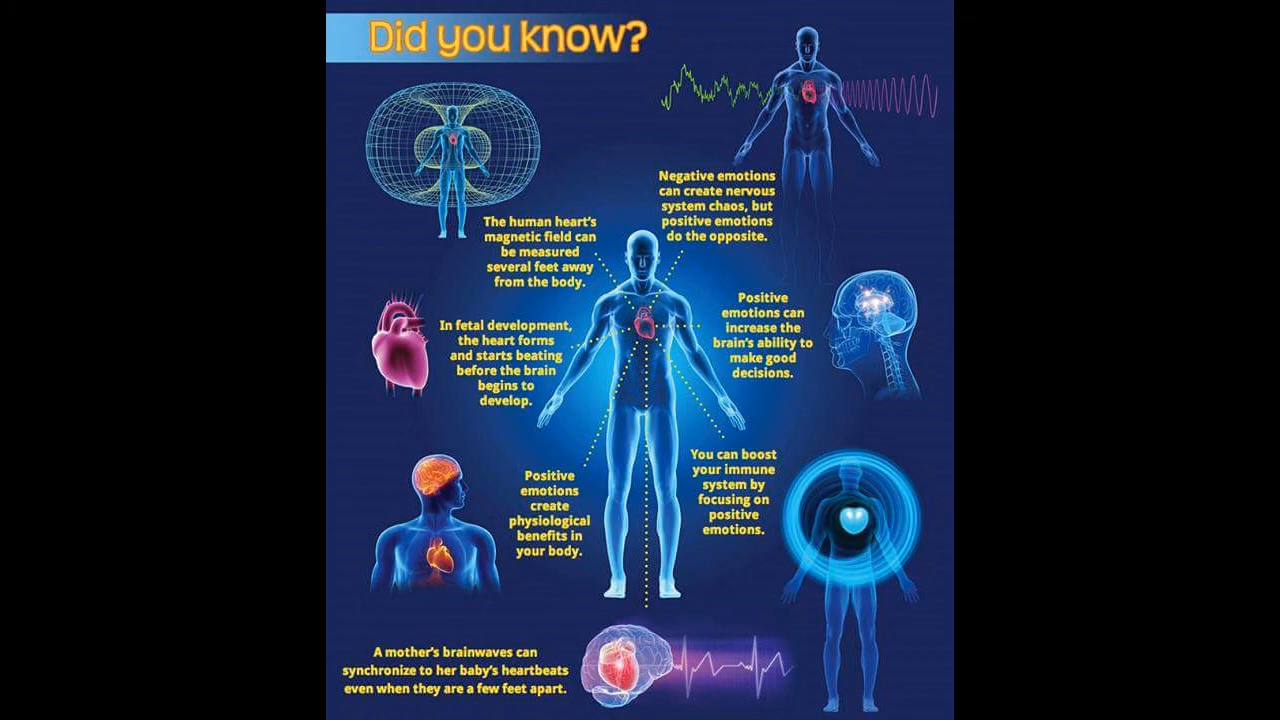 Did you know?
Negative emotions
can create nervous
system chaos, but
positive emotions
do the opposite.
The human heart's
magnetic field can
be measured
several feet away
from the body.
Positive
emotions can
increase the
brain's ability to
make good
decisions.
In fetal development,
the heart forms
and starts beating
before the brain
begins to
develop.
You can boost
your immune
system by
focusing on
positive
emotions.
Positive
emotions
create
physiological
benefits in
your body.
A mother's brainwaves can
synchronize to her baby's heartbeats
even when they are a few feet apart.